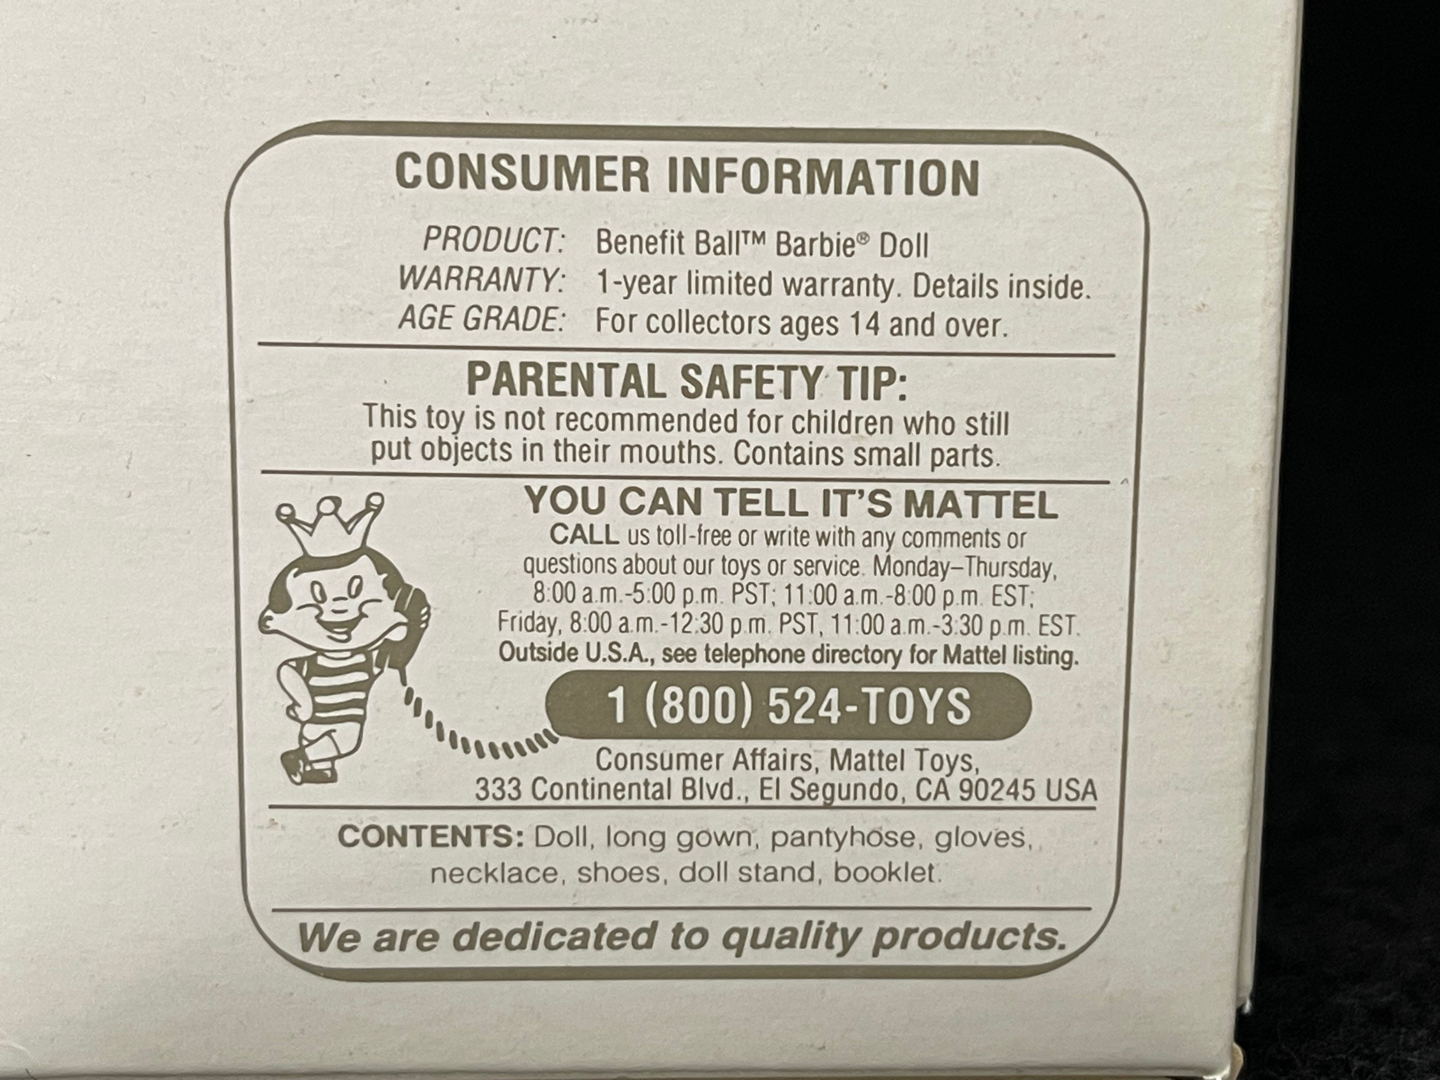 CONSUMER INFORMATION
PRODUCT: Benefit Ball™ Barbie® Doll
WARRANTY: 1-year limited warranty. Details inside.
AGE GRADE: For collectors ages 14 and over.
PARENTAL SAFETY TIP:
This toy is not recommended for children who still
put objects in their mouths. Contains small parts.
YOU CAN TELL IT'S MATTEL
CALL us toll-free or write with any comments or
questions about our toys or service. Monday–Thursday,
8:00 a.m.-5:00 p.m. PST; 11:00 a.m.-8:00 p.m. EST;
Friday, 8:00 a.m.-12:30 p.m. PST, 11:00 a.m.-3:30 p.m. EST.
Outside U.S.A., see telephone directory for Mattel listing.
1 (800) 524-TOYS
Consumer Affairs, Mattel Toys,
333 Continental Blvd., El Segundo, CA 90245 USA
CONTENTS: Doll, long gown, pantyhose, gloves,
necklace, shoes, doll stand, booklet.
We are dedicated to quality products.